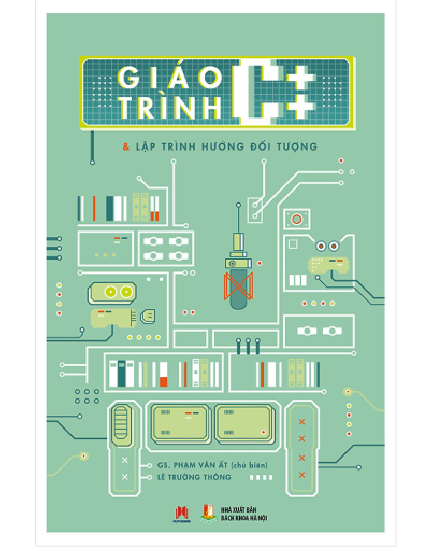 GIÁO
TRÌNH
C++
& LẬP TRÌNH HƯỚNG ĐỐI TƯỢNG
GS. PHẠM VĂN ẤT (chủ biên)
LÊ TRƯỜNG THÔNG
HUYHOANG
NHÀ XUẤT BẢN
BÁCH KHOA HÀ NỘI